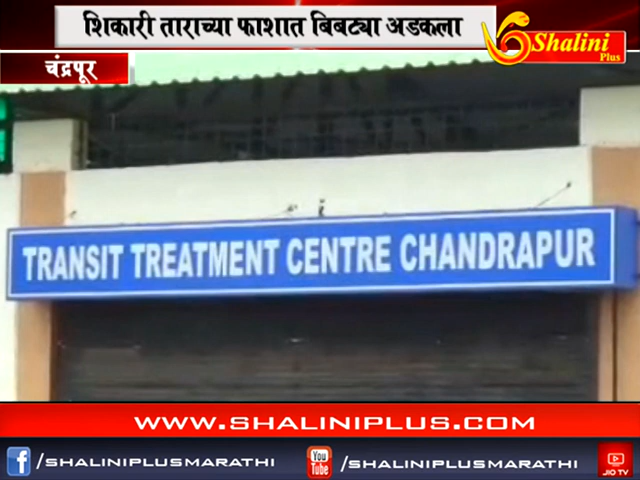 शिकारी ताराच्या फाशात बिबट्या अडकला
Shalini
Plus
चंद्रपूर
TRANSIT TREATMENT CENTRE CHANDRAPUR
WWW.SHALINIPLUS.COM
f /SHALINIPLUSMARATHI
You Tube /SHALINIPLUSMARATHI
JIO TV